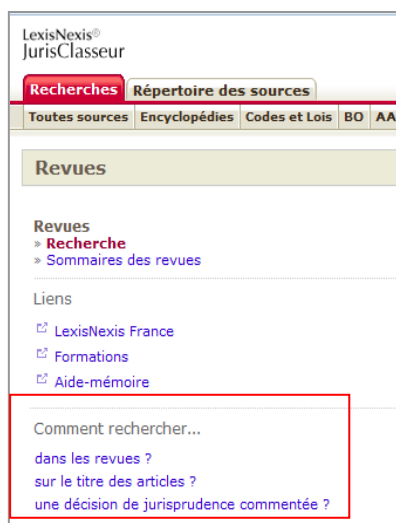 LexisNexis®
JurisClasseur
Recherches Répertoire des sources
Toutes sources Encyclopédies Codes et Lois BO AA
Revues
Revues
» Recherche
» Sommaires des revues
Liens
LexisNexis France
Formations
Aide-mémoire
Comment rechercher...
dans les revues ?
sur le titre des articles ?
une décision de jurisprudence commentée ?